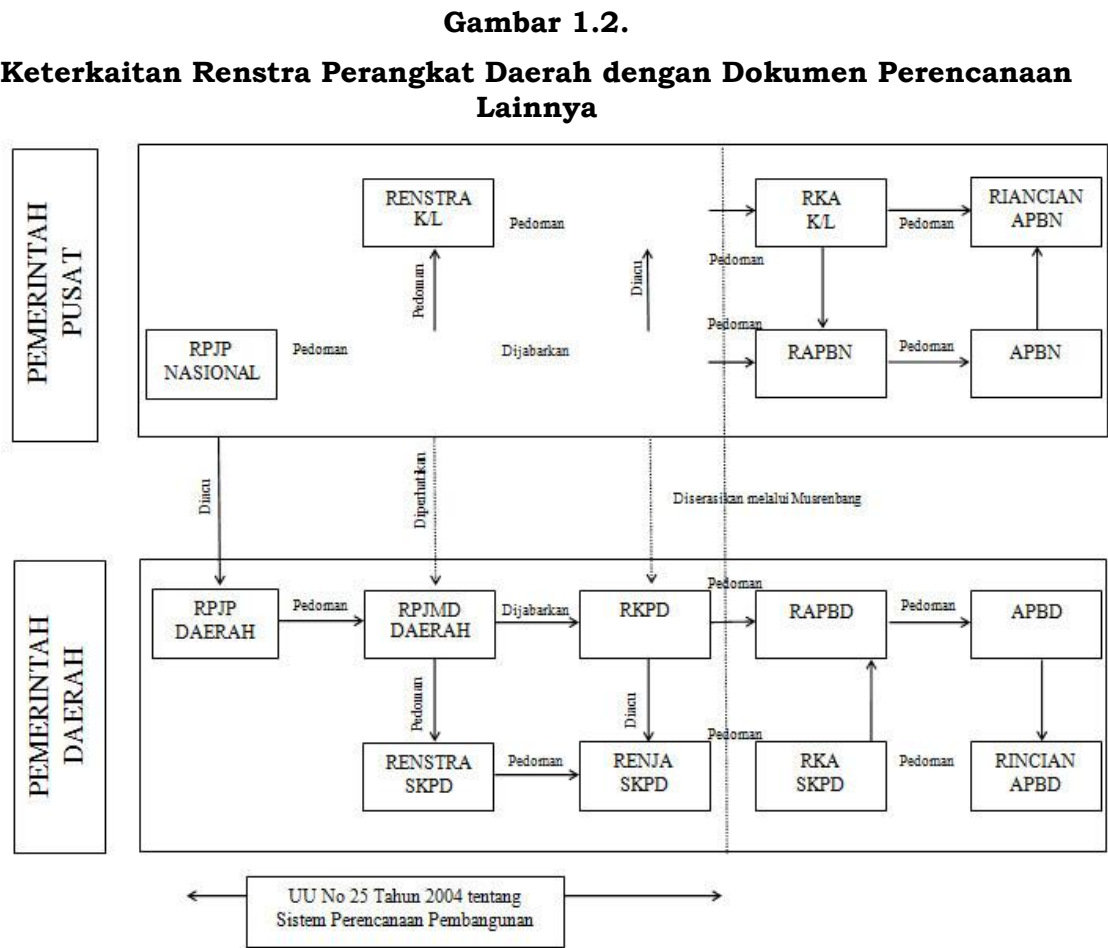 Gambar 1.2.
Keterkaitan Renstra Perangkat Daerah dengan Dokumen Perencanaan
Lainnya
PEMERINTAH
PUSAT
RENSTRA
K/L
Pedoman
RKA
K/L
Pedoman
RIANCIAN
APBN
Pedoman
Pedoman
Diacu
Pedoman
RPJP
NASIONAL
Pedoman
Dijabarkan
RAPBN
Pedoman
APBN
Diacu
Diperhatikan
Diserasikan melalui Musrenbang
PEMERINTAH
DAERAH
RPJP
DAERAH
Pedoman
RPJMD
DAERAH
Dijabarkan
RKPD
Pedoman
RAPBD
Pedoman
APBD
Pedoman
Diacu
Pedoman
RENSTRA
SKPD
Pedoman
RENJA
SKPD
RKA
SKPD
Pedoman
RINCIAN
APBD
UU No 25 Tahun 2004 tentang
Sistem Perencanaan Pembangunan